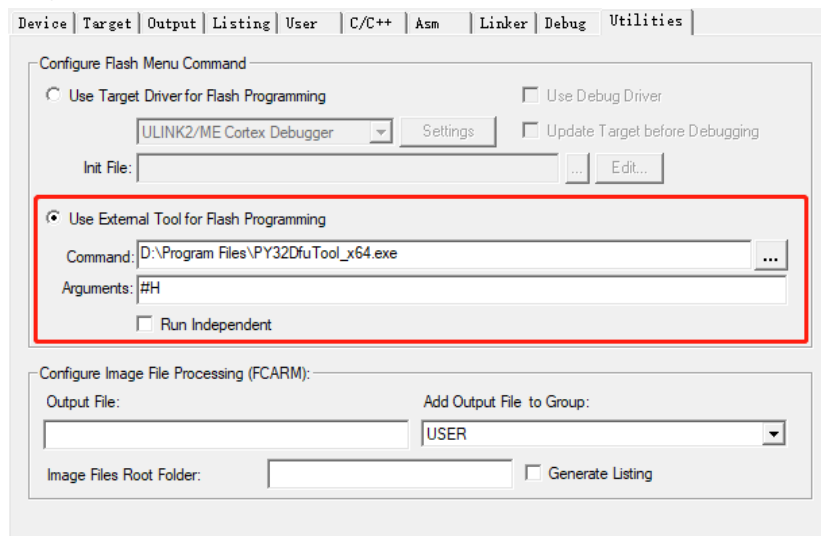 Device Target Output Listing User C/C++ Asm Linker Debug Utilities
Configure Flash Menu Command
Use Target Driver for Flash Programming
Use Debug Driver
ULINK2/ME Cortex Debugger
Settings
Update Target before Debugging
Init File:
...
Edit...
Use External Tool for Flash Programming
Command: D:\Program Files\PY32DfuTool_x64.exe
...
Arguments: #H
Run Independent
Configure Image File Processing (FCARM):
Output File:
Add Output File to Group:
USER
Image Files Root Folder:
Generate Listing